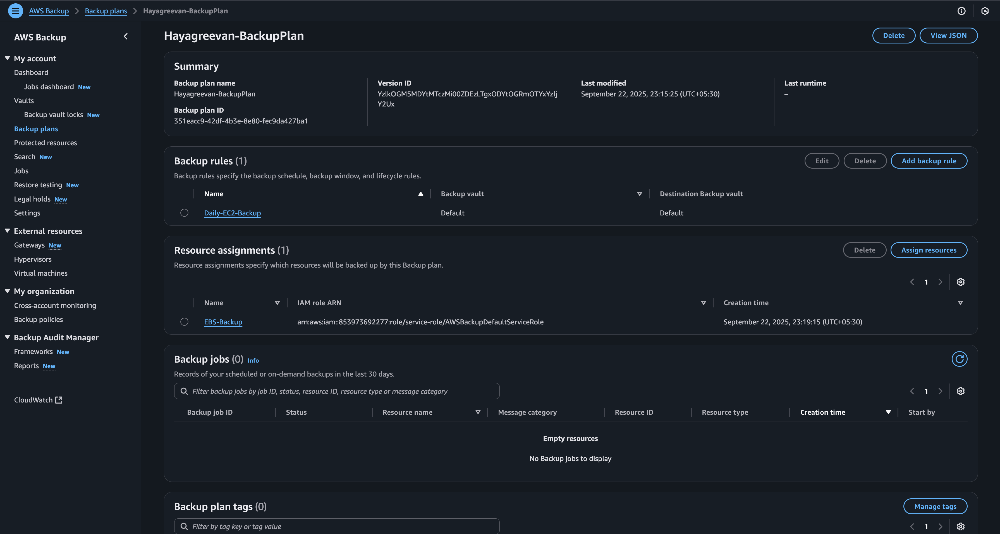 AWS Backup
Backup plans
Hayagreevan-BackupPlan
AWS Backup
My account
Dashboard
Jobs dashboard New
Vaults
Backup vault locks New
Backup plans
Protected resources
Search New
Jobs
Restore testing New
Legal holds New
Settings
External resources
Gateways New
Hypervisors
Virtual machines
My organization
Cross-account monitoring
Backup policies
Backup Audit Manager
Frameworks New
Reports New
CloudWatch
Hayagreevan-BackupPlan
Delete
View JSON
Summary
Backup plan name
Hayagreevan-BackupPlan
Backup plan ID
351eacc9-42df-4b3e-8e80-fec9da427ba1
Version ID
YzlkOGM5MDYtMTczMi00ZDEzLTgxODYtOGRmOTYxYzlj
Y2Ux
Last modified
September 22, 2025, 23:15:25 (UTC+05:30)
Last runtime
–
Backup rules (1)
Edit
Delete
Add backup rule
Backup rules specify the backup schedule, backup window, and lifecycle rules.
Name
Backup vault
Destination Backup vault
Daily-EC2-Backup
Default
Default
Resource assignments (1)
Delete
Assign resources
Resource assignments specify which resources will be backed up by this Backup plan.
1
Name
IAM role ARN
Creation time
EBS-Backup
arn:aws:iam::853973692277:role/service-role/AWSBackupDefaultServiceRole
September 22, 2025, 23:19:15 (UTC+05:30)
Backup jobs (0) Info
Records of your scheduled or on-demand backups in the last 30 days.
Filter backup jobs by job ID, status, resource ID, resource type or message category
1
Backup job ID
Status
Resource name
Message category
Resource ID
Resource type
Creation time
Start by
Empty resources
No Backup jobs to display
Backup plan tags (0)
Manage tags
Filter by tag key or tag value
1